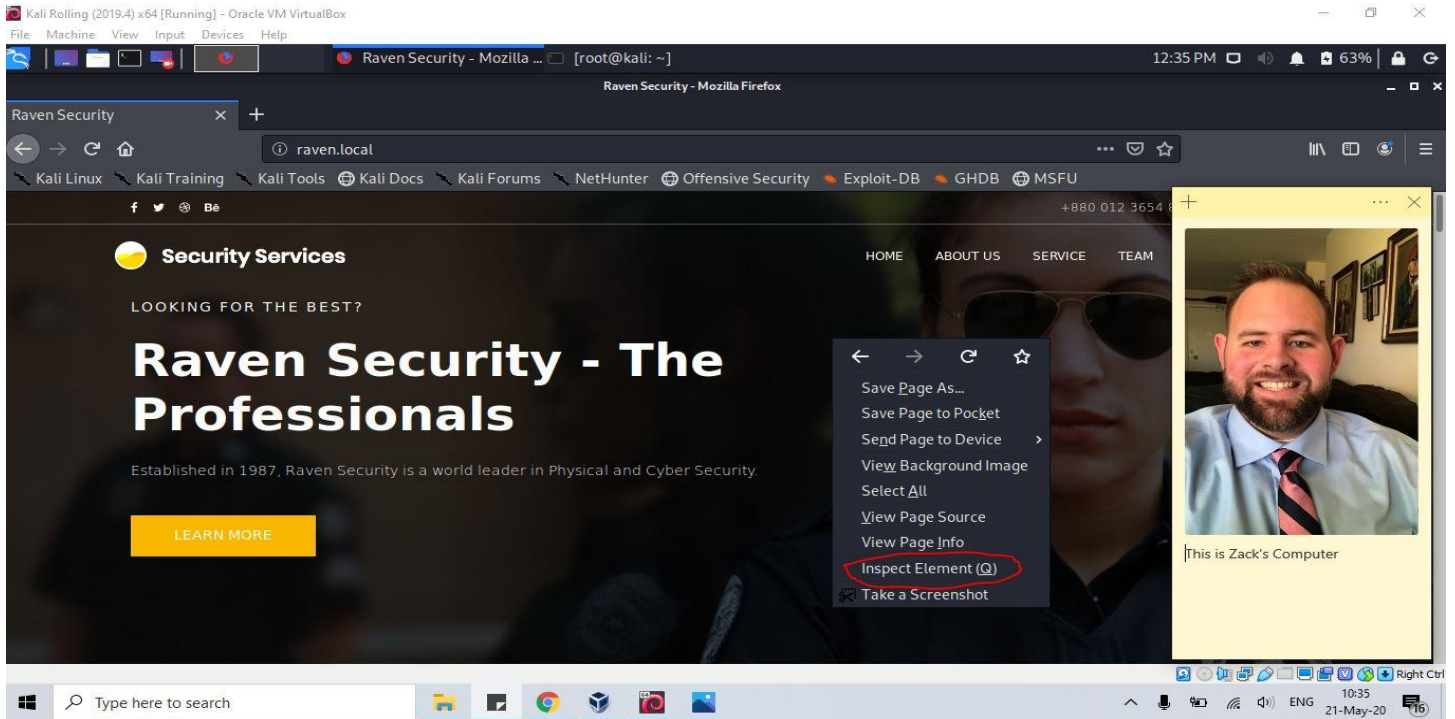 Kali Rolling (2019.4) x64 [Running] - Oracle VM VirtualBox
File Machine View Input Devices Help
Raven Security - Mozilla ... [root@kali: ~] 12:35 PM 63%
Raven Security - Mozilla Firefox
Raven Security
raven.local
Kali Linux Kali Training Kali Tools Kali Docs Kali Forums NetHunter Offensive Security Exploit-DB GHDB MSFU
Bē +880 012 3654
Security Services HOME ABOUT US SERVICE TEAM
LOOKING FOR THE BEST?
Raven Security - The
Professionals
Established in 1987, Raven Security is a world leader in Physical and Cyber Security.
LEARN MORE
Save Page As...
Save Page to Pocket
Send Page to Device
View Background Image
Select All
View Page Source
View Page Info
Inspect Element (Q)
Take a Screenshot
This is Zack's Computer
Right Ctrl
Type here to search ENG 10:35
21-May-20 16